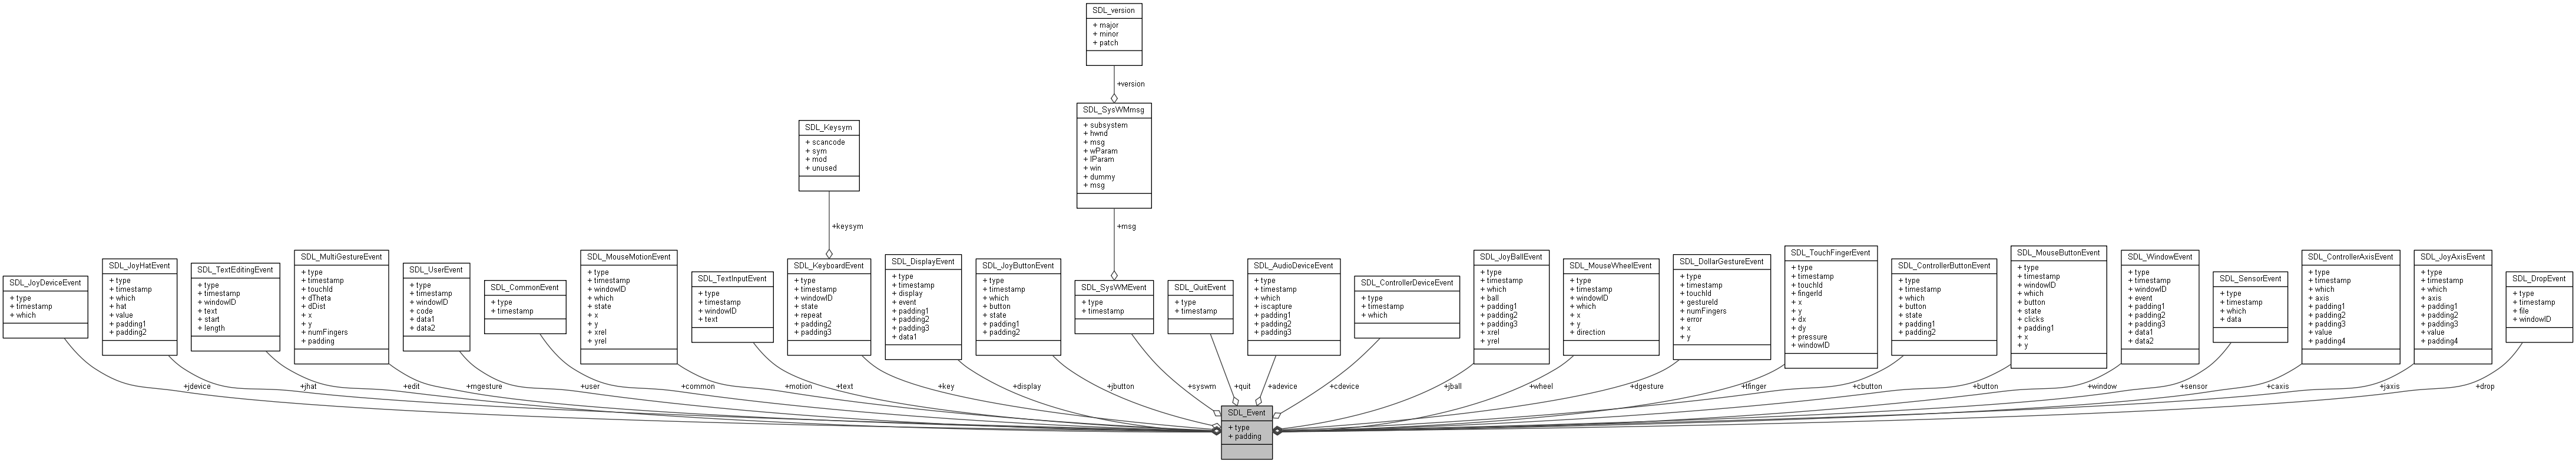 SDL_version
+ major
+ minor
+ patch
+version
SDL_SysWMmsg
+ subsystem
+ hwnd
+ msg
+ wParam
+ lParam
+ win
+ dummy
+ msg
SDL_Keysym
+ scancode
+ sym
+ mod
+ unused
+keysym
+msg
SDL_JoyDeviceEvent
+ type
+ timestamp
+ which
SDL_JoyHatEvent
+ type
+ timestamp
+ which
+ hat
+ value
+ padding1
+ padding2
SDL_TextEditingEvent
+ type
+ timestamp
+ windowID
+ text
+ start
+ length
SDL_MultiGestureEvent
+ type
+ timestamp
+ touchId
+ dTheta
+ dDist
+ x
+ y
+ numFingers
+ padding
SDL_UserEvent
+ type
+ timestamp
+ windowID
+ code
+ data1
+ data2
SDL_CommonEvent
+ type
+ timestamp
SDL_MouseMotionEvent
+ type
+ timestamp
+ windowID
+ which
+ state
+ x
+ y
+ xrel
+ yrel
SDL_TextInputEvent
+ type
+ timestamp
+ windowID
+ text
SDL_KeyboardEvent
+ type
+ timestamp
+ windowID
+ state
+ repeat
+ padding2
+ padding3
SDL_DisplayEvent
+ type
+ timestamp
+ display
+ event
+ padding1
+ padding2
+ padding3
+ data1
SDL_JoyButtonEvent
+ type
+ timestamp
+ which
+ button
+ state
+ padding1
+ padding2
SDL_SysWMEvent
+ type
+ timestamp
SDL_QuitEvent
+ type
+ timestamp
SDL_AudioDeviceEvent
+ type
+ timestamp
+ which
+ iscapture
+ padding1
+ padding2
+ padding3
SDL_ControllerDeviceEvent
+ type
+ timestamp
+ which
SDL_JoyBallEvent
+ type
+ timestamp
+ which
+ ball
+ padding1
+ padding2
+ padding3
+ xrel
+ yrel
SDL_MouseWheelEvent
+ type
+ timestamp
+ windowID
+ which
+ x
+ y
+ direction
SDL_DollarGestureEvent
+ type
+ timestamp
+ touchId
+ gestureId
+ numFingers
+ error
+ x
+ y
SDL_TouchFingerEvent
+ type
+ timestamp
+ touchId
+ fingerId
+ x
+ y
+ dx
+ dy
+ pressure
+ windowID
SDL_ControllerButtonEvent
+ type
+ timestamp
+ which
+ button
+ state
+ padding1
+ padding2
SDL_MouseButtonEvent
+ type
+ timestamp
+ windowID
+ which
+ button
+ state
+ clicks
+ padding1
+ x
+ y
SDL_WindowEvent
+ type
+ timestamp
+ windowID
+ event
+ padding1
+ padding2
+ padding3
+ data1
+ data2
SDL_SensorEvent
+ type
+ timestamp
+ which
+ data
SDL_ControllerAxisEvent
+ type
+ timestamp
+ which
+ axis
+ padding1
+ padding2
+ padding3
+ value
+ padding4
SDL_JoyAxisEvent
+ type
+ timestamp
+ which
+ axis
+ padding1
+ padding2
+ padding3
+ value
+ padding4
SDL_DropEvent
+ type
+ timestamp
+ file
+ windowID
+jdevice
+jhat
+edit
+mgesture
+user
+common
+motion
+text
+key
+display
+jbutton
+syswm
+quit
+adevice
+cdevice
+jball
+wheel
+dgesture
+tfinger
+cbutton
+button
+window
+sensor
+caxis
+jaxis
+drop
SDL_Event
+ type
+ padding